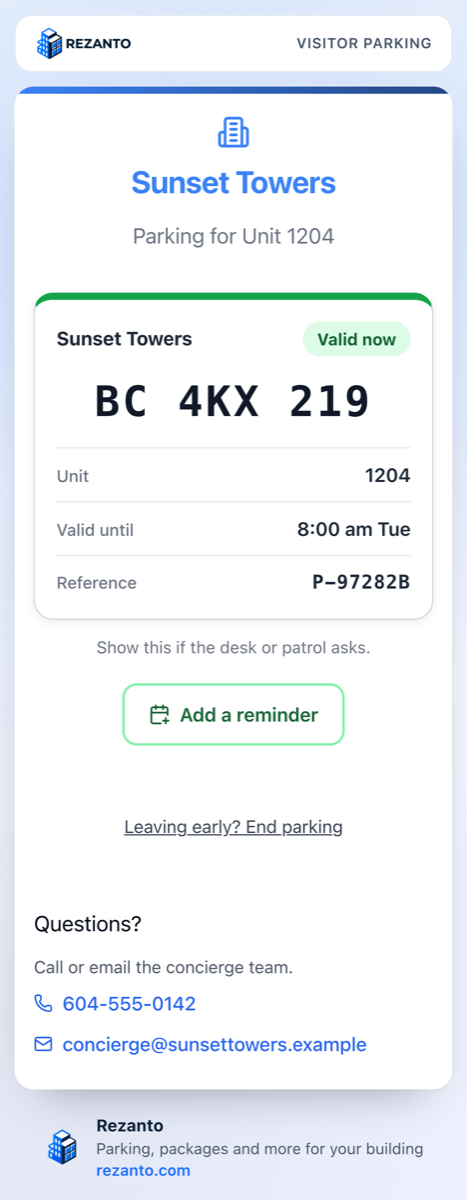 REZANTO
VISITOR PARKING
Sunset Towers
Parking for Unit 1204
Sunset Towers
Valid now
BC 4KX 219
Unit
1204
Valid until
8:00 am Tue
Reference
P–97282B
Show this if the desk or patrol asks.
Add a reminder
Leaving early? End parking
Questions?
Call or email the concierge team.
604-555-0142
concierge@sunsettowers.example
Rezanto
Parking, packages and more for your building
rezanto.com